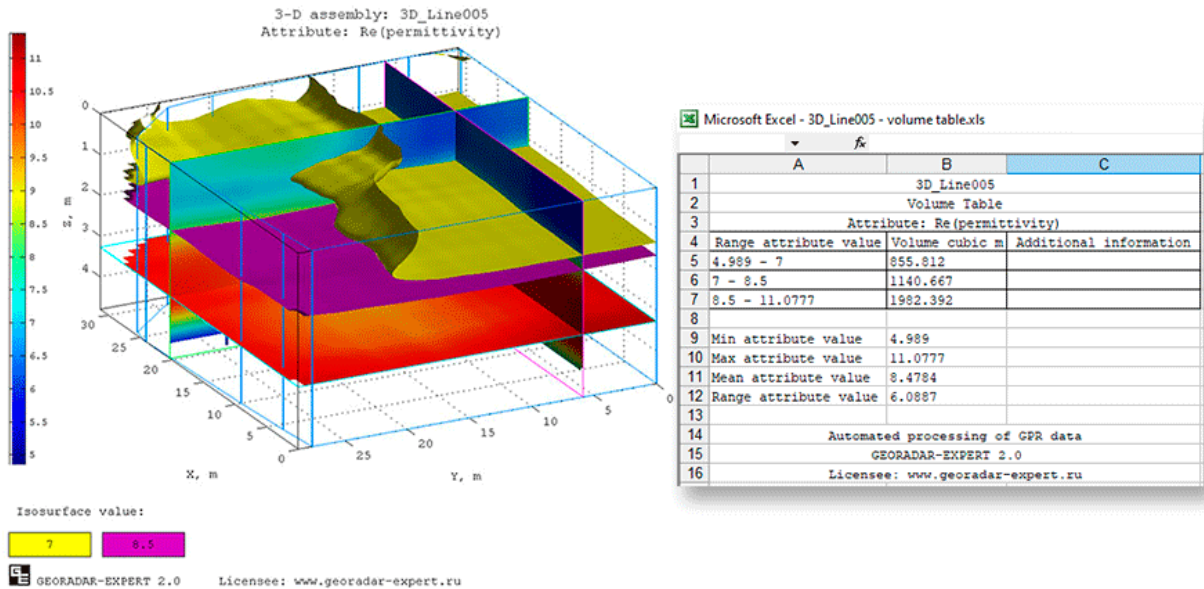 3-D assembly: 3D_Line005
Attribute: Re(permittivity)
11
10.5
10
9.5
9
8.5
8
7.5
7
6.5
6
5.5
5
0
1
2
3
4
Z, m
30
25
20
15
10
5
0
X, m
25
20
15
10
5
0
Y, m
Isosurface value:
7 8.5
GE GEORADAR-EXPERT 2.0 Licensee: www.georadar-expert.ru
Microsoft Excel - 3D_Line005 - volume table.xls
fx
A B C
1 3D_Line005
2 Volume Table
3 Attribute: Re(permittivity)
4 Range attribute value Volume cubic m Additional information
5 4.989 - 7 855.812
6 7 - 8.5 1140.667
7 8.5 - 11.0777 1982.392
8
9 Min attribute value 4.989
10 Max attribute value 11.0777
11 Mean attribute value 8.4784
12 Range attribute value 6.0887
13
14 Automated processing of GPR data
15 GEORADAR-EXPERT 2.0
16 Licensee: www.georadar-expert.ru